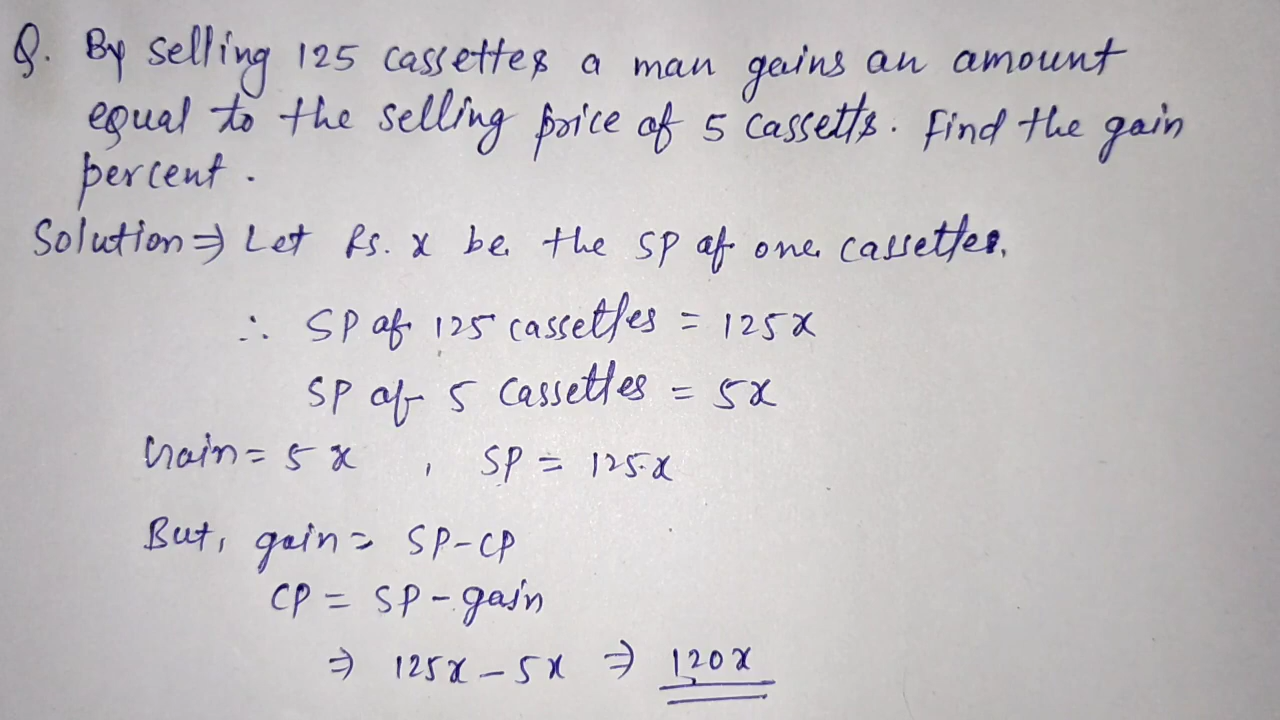 Q. By selling 125 cassettes a man gains an amount
equal to the selling price of 5 cassetts. Find the gain
percent.
Solution ⇒ Let Rs. x be the SP of one cassettes.
∴ SP of 125 cassettes = 125x
SP of 5 Cassettes = 5x
Gain = 5x , SP = 125x
But, gain = SP-CP
CP = SP - gain
⇒ 125x - 5x ⇒ 120x